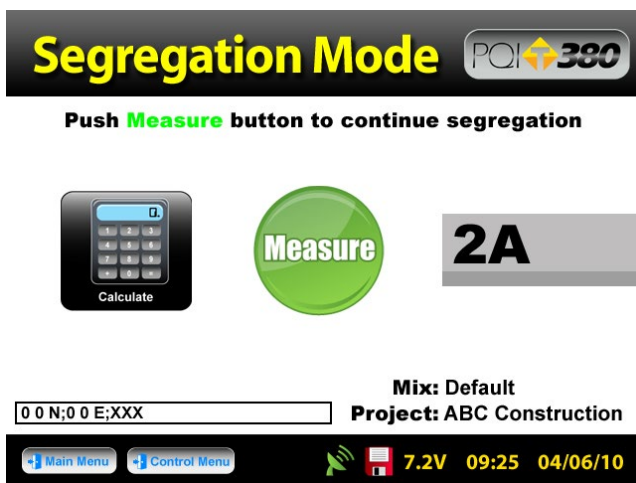 Segregation Mode PQI T 380
Push Measure button to continue segregation
0.
1 2 3
4 5 6
7 8 9
+ 0 =
Calculate
Measure
2A
Mix: Default
0 0 N;0 0 E;XXX
Project: ABC Construction
Main Menu Control Menu 7.2V 09:25 04/06/10